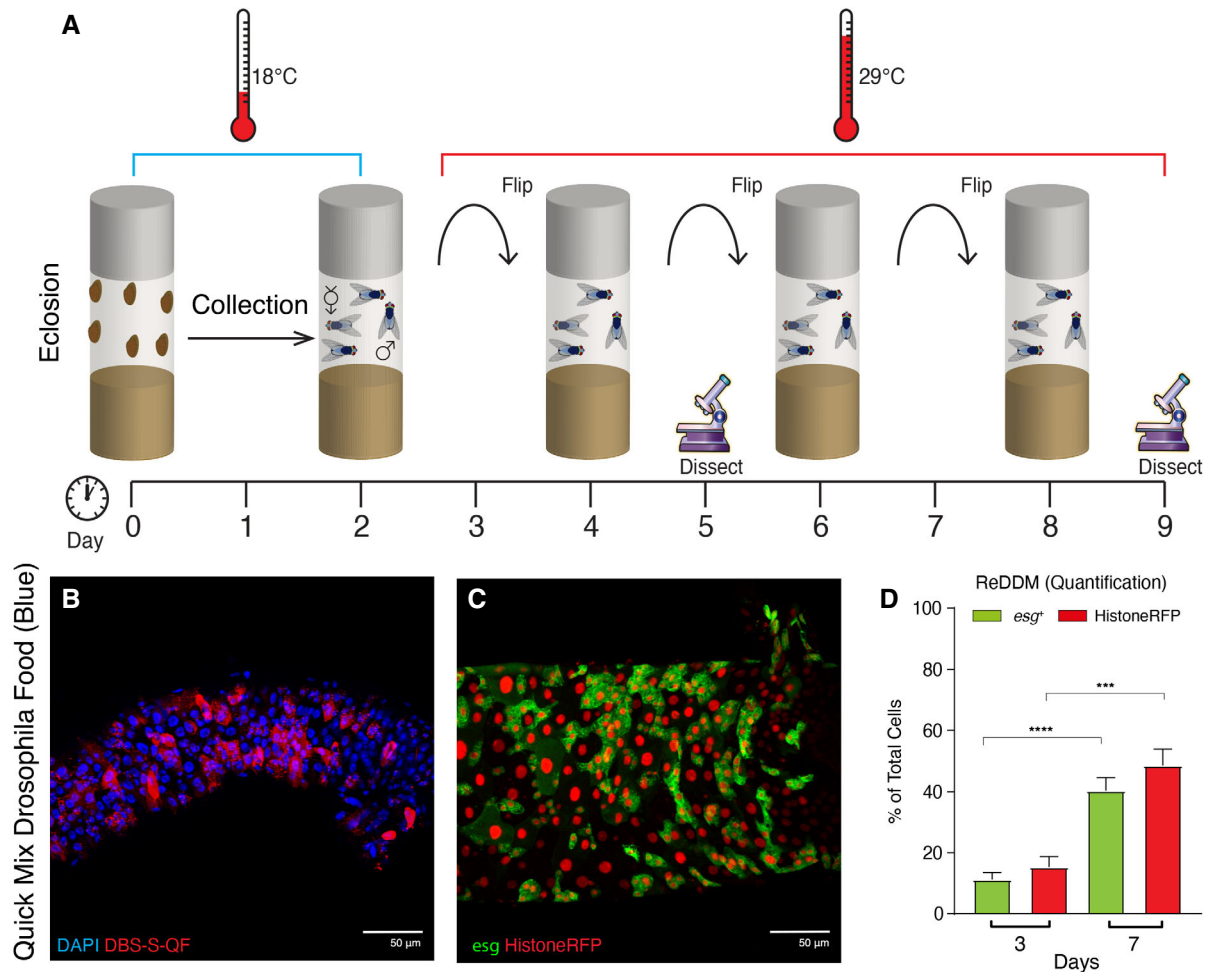 A
18°C
29°C
Flip
Flip
Flip
Eclosion
Collection
Dissect
Dissect
Day
0 1 2 3 4 5 6 7 8 9
Quick Mix Drosophila Food (Blue)
B
DAPI DBS-S-QF
50 µm
C
esg HistoneRFP
50 µm
D
ReDDM (Quantification)
esg⁺ HistoneRFP
% of Total Cells
100
80
60
40
20
0
***
****
3 7
Days